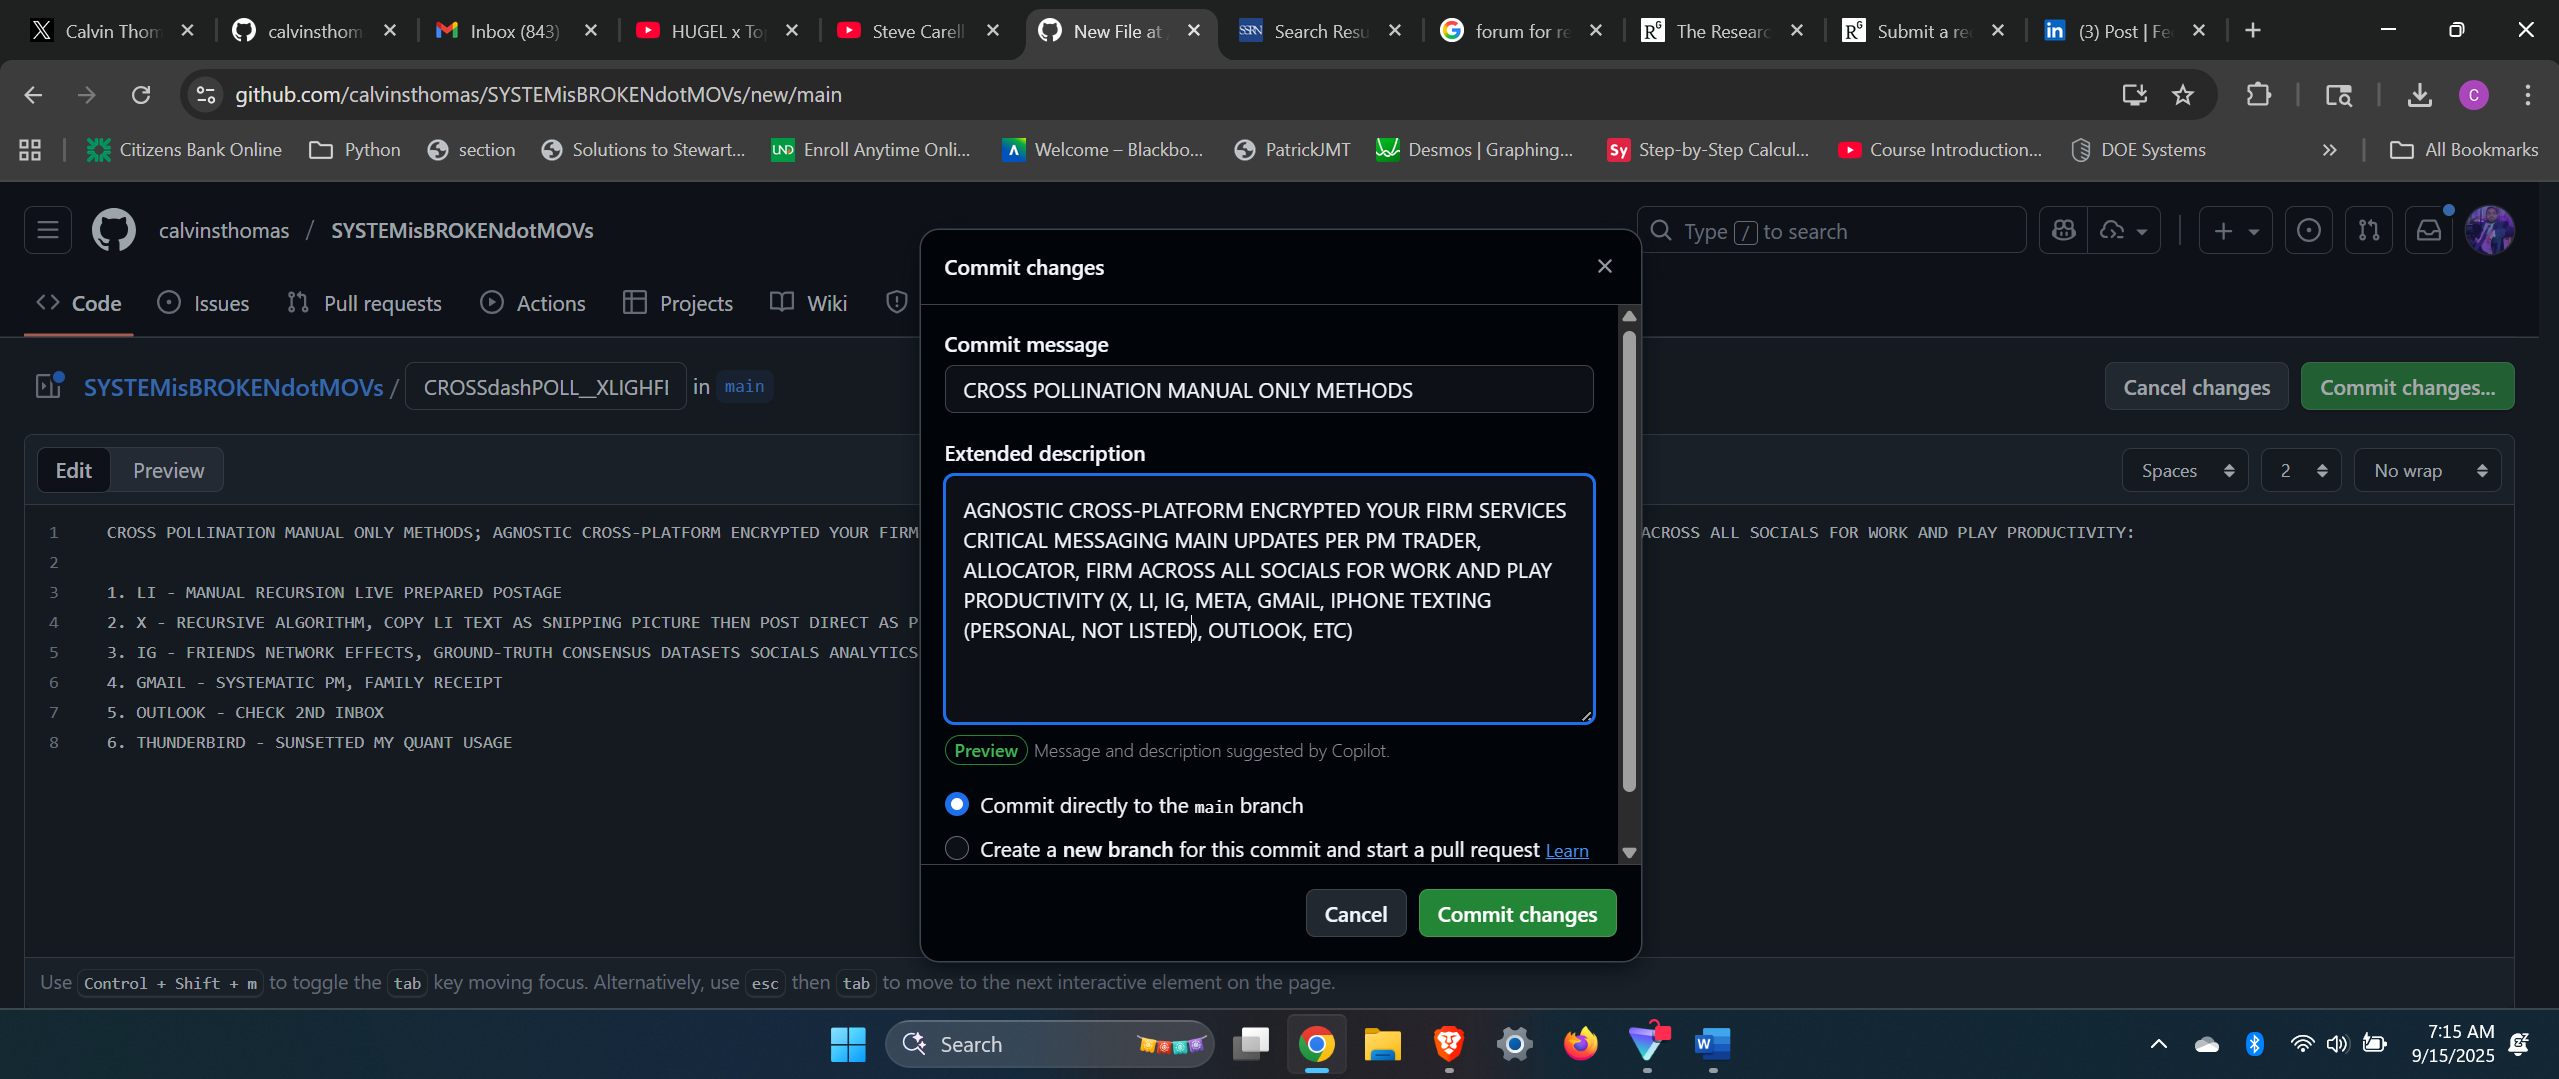 Calvin Thom
calvinsthom
Inbox (843)
HUGEL x To
Steve Carell
New File at
SSRN
Search Resu
forum for re
The Researc
Submit a re
(3) Post | Fe
github.com/calvinsthomas/SYSTEMisBROKENdotMOVs/new/main
C
Citizens Bank Online
Python
section
Solutions to Stewart...
UND
Enroll Anytime Onli...
Welcome – Blackbo...
PatrickJMT
Desmos | Graphing...
Sy
Step-by-Step Calcul...
Course Introduction...
DOE Systems
All Bookmarks
calvinsthomas / SYSTEMisBROKENdotMOVs
Type / to search
Code
Issues
Pull requests
Actions
Projects
Wiki
SYSTEMisBROKENdotMOVs / CROSSdashPOLL__XLIGHFI in main
Cancel changes
Commit changes...
Edit
Preview
Spaces
2
No wrap
1 CROSS POLLINATION MANUAL ONLY METHODS; AGNOSTIC CROSS-PLATFORM ENCRYPTED YOUR FIRM ACROSS ALL SOCIALS FOR WORK AND PLAY PRODUCTIVITY:
2
3 1. LI - MANUAL RECURSION LIVE PREPARED POSTAGE
4 2. X - RECURSIVE ALGORITHM, COPY LI TEXT AS SNIPPING PICTURE THEN POST DIRECT AS P
5 3. IG - FRIENDS NETWORK EFFECTS, GROUND-TRUTH CONSENSUS DATASETS SOCIALS ANALYTICS
6 4. GMAIL - SYSTEMATIC PM, FAMILY RECEIPT
7 5. OUTLOOK - CHECK 2ND INBOX
8 6. THUNDERBIRD - SUNSETTED MY QUANT USAGE
Commit changes
Commit message
CROSS POLLINATION MANUAL ONLY METHODS
Extended description
AGNOSTIC CROSS-PLATFORM ENCRYPTED YOUR FIRM SERVICES
CRITICAL MESSAGING MAIN UPDATES PER PM TRADER,
ALLOCATOR, FIRM ACROSS ALL SOCIALS FOR WORK AND PLAY
PRODUCTIVITY (X, LI, IG, META, GMAIL, IPHONE TEXTING
(PERSONAL, NOT LISTED), OUTLOOK, ETC)
Preview Message and description suggested by Copilot.
Commit directly to the main branch
Create a new branch for this commit and start a pull request Learn
Cancel
Commit changes
Use Control + Shift + m to toggle the tab key moving focus. Alternatively, use esc then tab to move to the next interactive element on the page.
Search
7:15 AM
9/15/2025